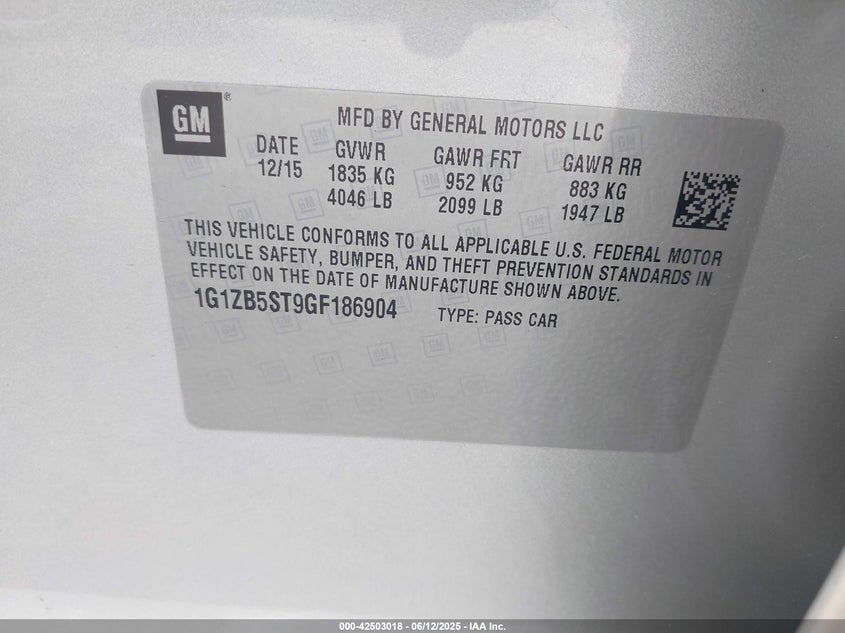 GM®
MFD BY GENERAL MOTORS LLC
DATE GVWR GAWR FRT GAWR RR
12/15 1835 KG 952 KG 883 KG
4046 LB 2099 LB 1947 LB
THIS VEHICLE CONFORMS TO ALL APPLICABLE U.S. FEDERAL MOTOR
VEHICLE SAFETY, BUMPER, AND THEFT PREVENTION STANDARDS IN
EFFECT ON THE DATE OF MANUFACTURE SHOWN ABOVE.
1G1ZB5ST9GF186904 TYPE: PASS CAR
000-42503018 - 06/12/2025 - IAA Inc.